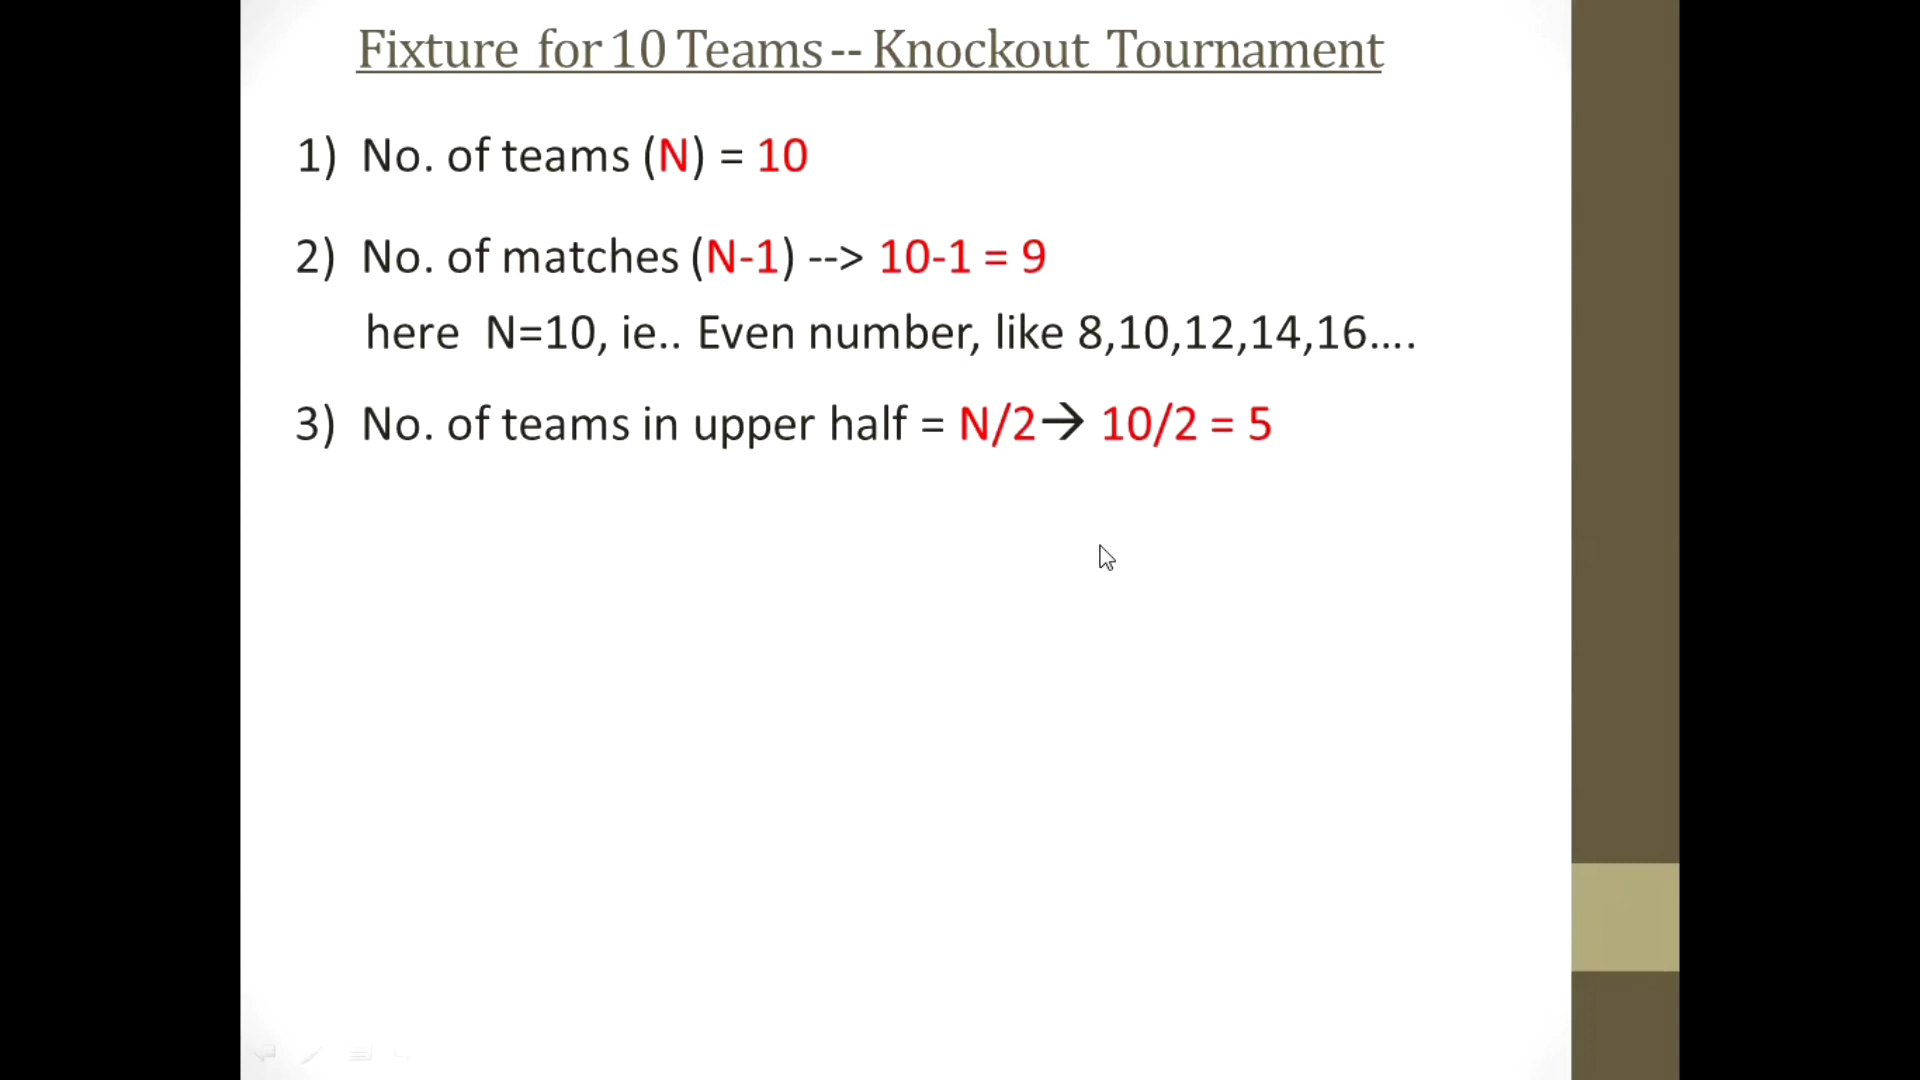 Fixture for 10 Teams -- Knockout Tournament
1) No. of teams (N) = 10
2) No. of matches (N-1) --> 10-1 = 9
here N=10, ie.. Even number, like 8,10,12,14,16....
3) No. of teams in upper half = N/2→ 10/2 = 5